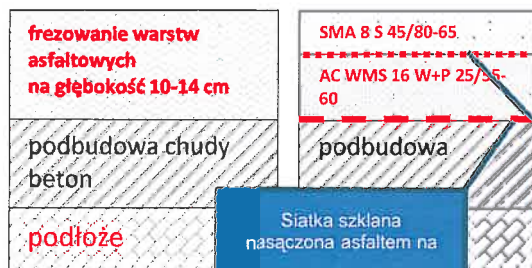 frezowanie warstw
asfaltowych
na głębokość 10-14 cm
podbudowa chudy
beton
podłoże
SMA 8 S 45/80-65
AC WMS 16 W+P 25/55-
60
podbudowa
Siatka szklana
nasączona asfaltem na